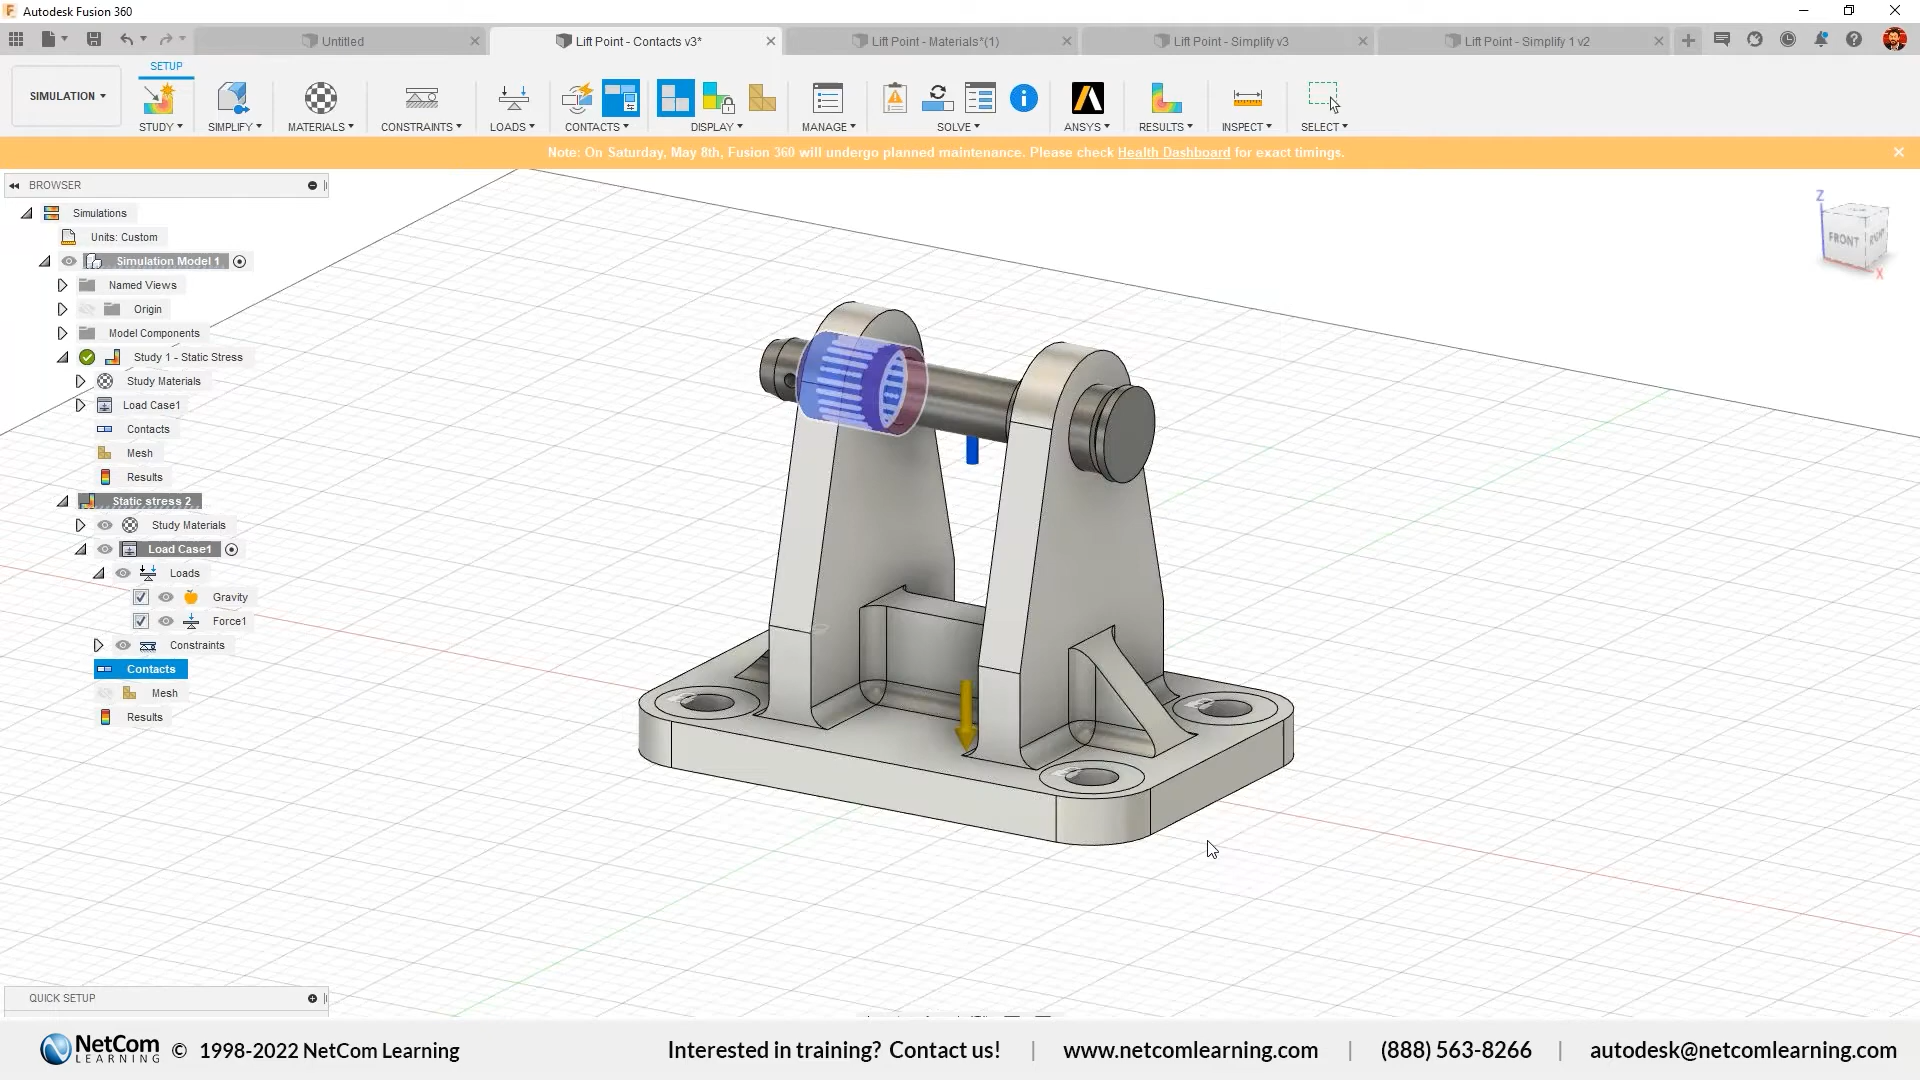 Autodesk Fusion 360
Untitled
Lift Point - Contacts v3*
Lift Point - Materials*(1)
Lift Point - Simplify v3
Lift Point - Simplify 1 v2
SETUP
SIMULATION
STUDY
SIMPLIFY
MATERIALS
CONSTRAINTS
LOADS
CONTACTS
DISPLAY
MANAGE
SOLVE
ANSYS
RESULTS
INSPECT
SELECT
Note: On Saturday, May 8th, Fusion 360 will undergo planned maintenance. Please check Health Dashboard for exact timings.
BROWSER
Simulations
Units: Custom
Simulation Model 1
Named Views
Origin
Model Components
Study 1 - Static Stress
Study Materials
Load Case1
Contacts
Mesh
Results
Static stress 2
Study Materials
Load Case1
Loads
Gravity
Force1
Constraints
Contacts
Mesh
Results
Z
FRONT
RIGHT
X
QUICK SETUP
NetCom
LEARNING
© 1998-2022 NetCom Learning
Interested in training? Contact us! | www.netcomlearning.com | (888) 563-8266 | autodesk@netcomlearning.com